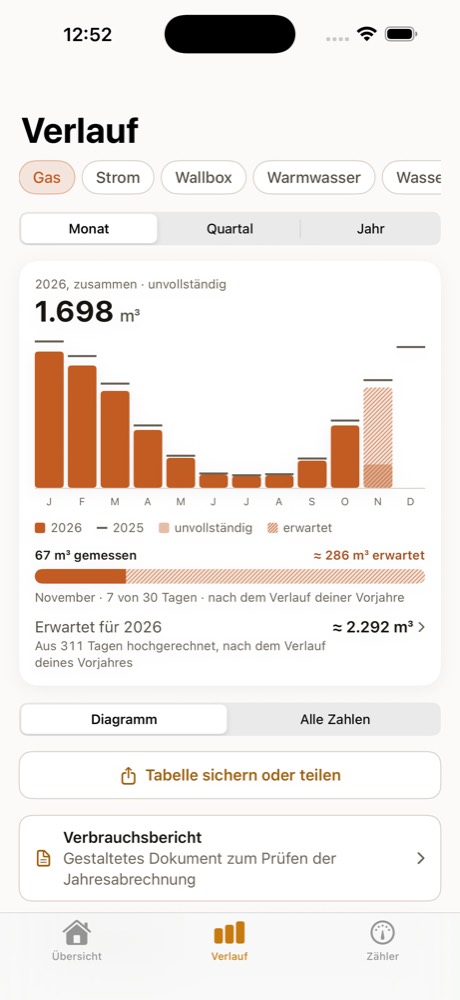 12:52
Verlauf
Gas
Strom
Wallbox
Warmwasser
Wasse
Monat
Quartal
Jahr
2026, zusammen · unvollständig
1.698 m³
J F M A M J J A S O N D
2026
2025
unvollständig
erwartet
67 m³ gemessen
≈ 286 m³ erwartet
November · 7 von 30 Tagen · nach dem Verlauf deiner Vorjahre
Erwartet für 2026
≈ 2.292 m³
Aus 311 Tagen hochgerechnet, nach dem Verlauf
deines Vorjahres
Diagramm
Alle Zahlen
Tabelle sichern oder teilen
Verbrauchsbericht
Gestaltetes Dokument zum Prüfen der
Jahresabrechnung
Übersicht
Verlauf
Zähler